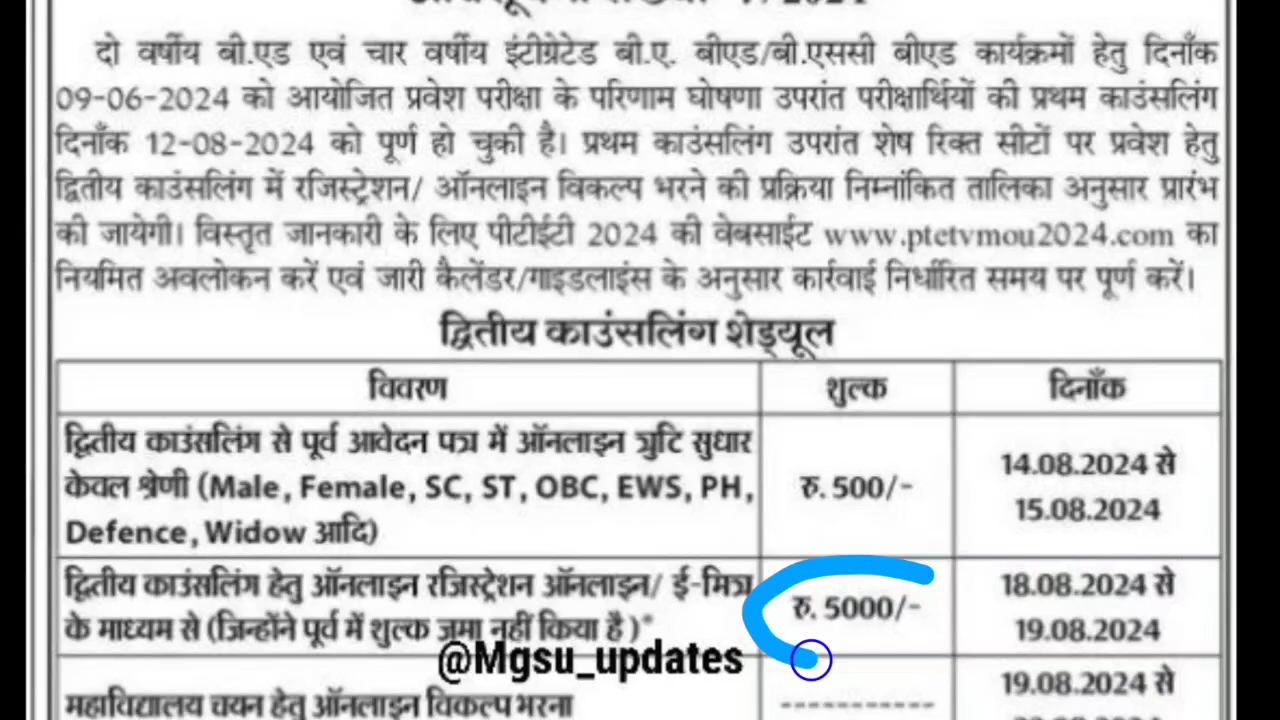 दो वर्षीय बी.एड एवं चार वर्षीय इंटीग्रेटेड बी.ए. बीएड/बी.एससी बीएड कार्यक्रमों हेतु दिनाँक
09-06-2024 को आयोजित प्रवेश परीक्षा के परिणाम घोषणा उपरांत परीक्षार्थियों की प्रथम काउंसलिंग
दिनाँक 12-08-2024 को पूर्ण हो चुकी है। प्रथम काउंसलिंग उपरांत शेष रिक्त सीटों पर प्रवेश हेतु
द्वितीय काउंसलिंग में रजिस्ट्रेशन/ ऑनलाइन विकल्प भरने की प्रक्रिया निम्नांकित तालिका अनुसार प्रारंभ
की जायेगी। विस्तृत जानकारी के लिए पीटीईटी 2024 की वेबसाईट www.ptetvmou2024.com का
नियमित अवलोकन करें एवं जारी कैलेंडर/गाइडलाइंस के अनुसार कार्रवाई निर्धारित समय पर पूर्ण करें।
द्वितीय काउंसलिंग शेड्यूल
विवरण शुल्क दिनाँक
द्वितीय काउंसलिंग से पूर्व आवेदन पत्र में ऑनलाइन त्रुटि सुधार
केवल श्रेणी (Male, Female, SC, ST, OBC, EWS, PH,
Defence, Widow आदि)
रु. 500/-
14.08.2024 से
15.08.2024
द्वितीय काउंसलिंग हेतु ऑनलाइन रजिस्ट्रेशन ऑनलाइन/ ई-मित्र
के माध्यम से (जिन्होंने पूर्व में शुल्क जमा नहीं किया है)*
रु. 5000/-
18.08.2024 से
19.08.2024
@Mgsu_updates
महाविद्यालय चयन हेतु ऑनलाइन विकल्प भरना
------------
19.08.2024 से